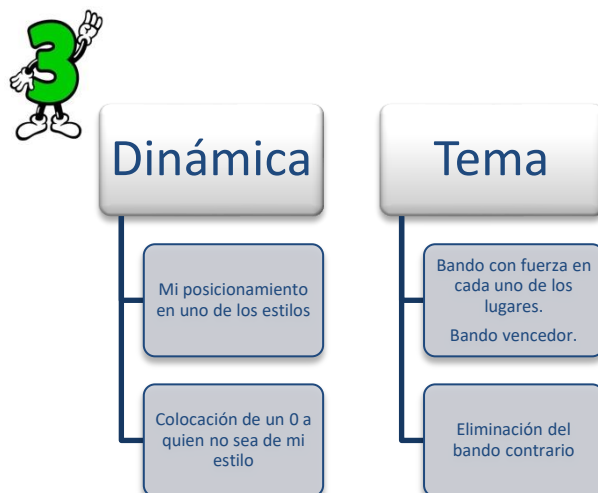 3
Dinámica
Mi posicionamiento
en uno de los estilos
Colocación de un 0 a
quien no sea de mi
estilo
Tema
Bando con fuerza en
cada uno de los
lugares.
Bando vencedor.
Eliminación del
bando contrario